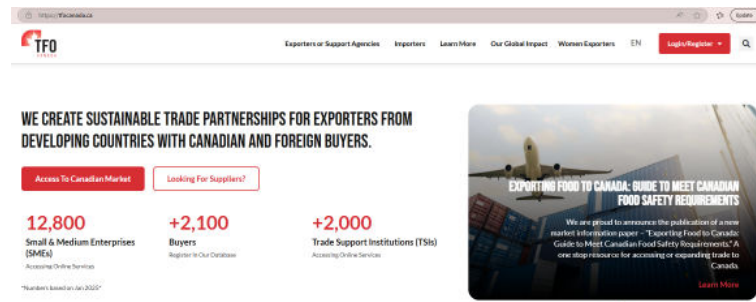 https://tfocanada.ca
Update
TFO
CANADA
Exporters or Support Agencies Importers Learn More Our Global Impact Women Exporters EN Login/Register
WE CREATE SUSTAINABLE TRADE PARTNERSHIPS FOR EXPORTERS FROM
DEVELOPING COUNTRIES WITH CANADIAN AND FOREIGN BUYERS.
Access To Canadian Market Looking For Suppliers?
12,800
Small & Medium Enterprises
(SMEs)
Accessing Online Services
+2,100
Buyers
Register In Our Database
+2,000
Trade Support Institutions (TSIs)
Accessing Online Services
*Numbers based on Jan 2025*
EXPORTING FOOD TO CANADA: GUIDE TO MEET CANADIAN
FOOD SAFETY REQUIREMENTS
We are proud to announce the publication of a new
market information paper - "Exporting Food to Canada:
Guide to Meet Canadian Food Safety Requirements." A
one stop resource for accessing or expanding trade to
Canada.
Learn More